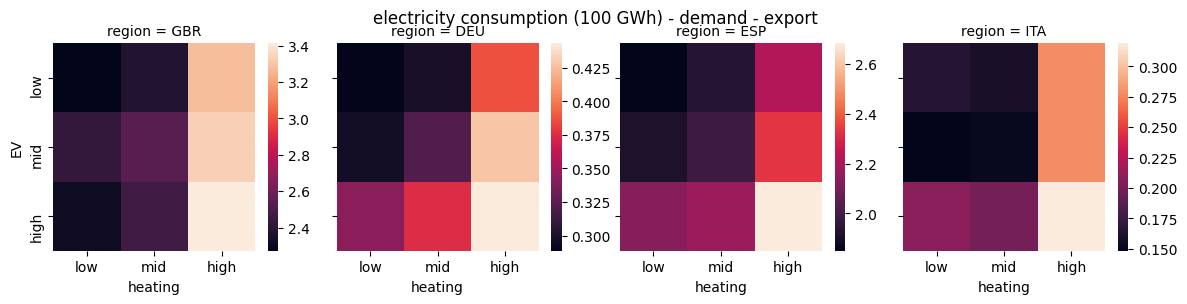 electricity consumption (100 GWh) - demand - export
region = GBR
region = DEU
region = ESP
region = ITA
EV
low
mid
high
3.4
3.2
3.0
2.8
2.6
2.4
0.425
0.400
0.375
0.350
0.325
0.300
2.6
2.4
2.2
2.0
0.300
0.275
0.250
0.225
0.200
0.175
0.150
low mid high
low mid high
low mid high
low mid high
heating
heating
heating
heating